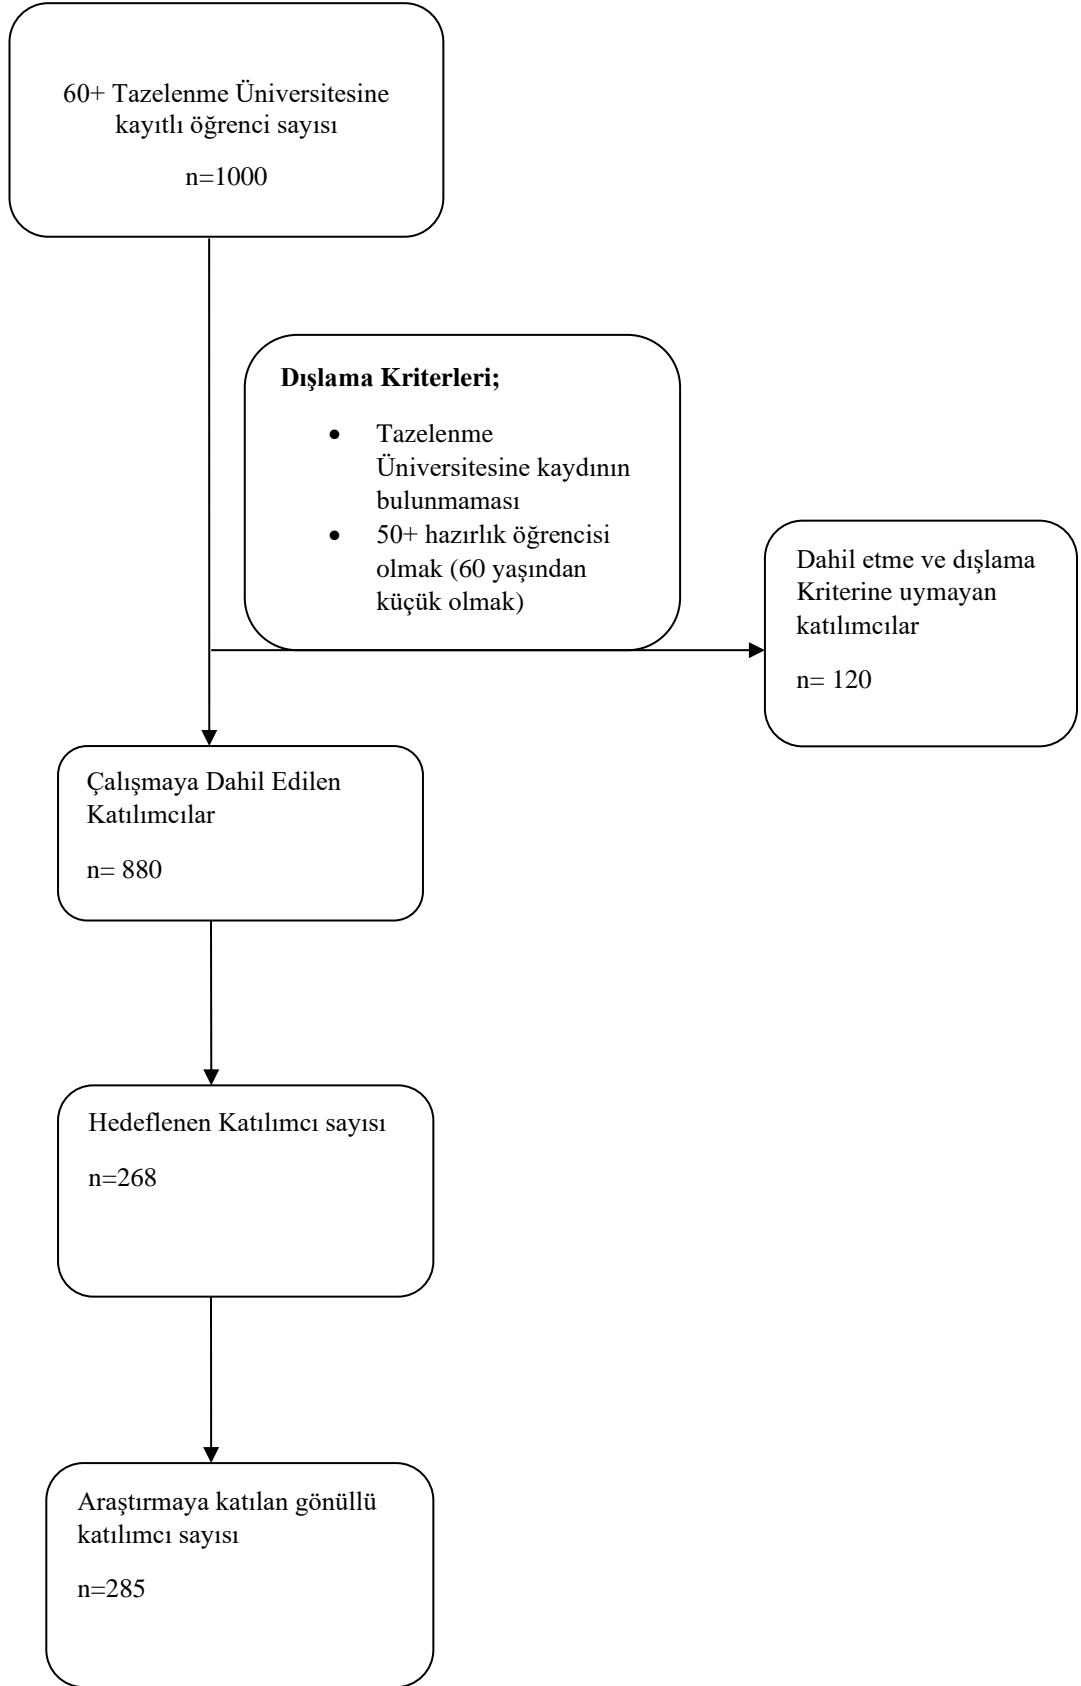 60+ Tazelenme Üniversitesine
kayıtlı öğrenci sayısı
n=1000
Dışlama Kriterleri;
• Tazelenme
Üniversitesine kaydının
bulunmaması
• 50+ hazırlık öğrencisi
olmak (60 yaşından
küçük olmak)
Dahil etme ve dışlama
Kriterine uymayan
katılımcılar
n= 120
Çalışmaya Dahil Edilen
Katılımcılar
n= 880
Hedeflenen Katılımcı sayısı
n=268
Araştırmaya katılan gönüllü
katılımcı sayısı
n=285